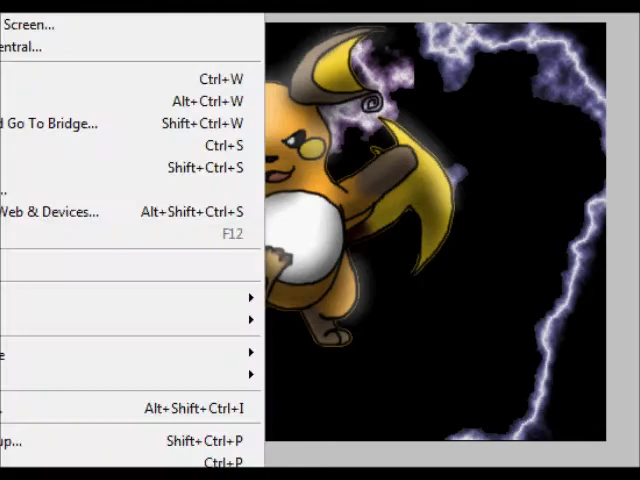 Screen...
entral...
Ctrl+W
Alt+Ctrl+W
d Go To Bridge... Shift+Ctrl+W
Ctrl+S
Shift+Ctrl+S
...
Web & Devices... Alt+Shift+Ctrl+S
F12
e
Alt+Shift+Ctrl+I
up... Shift+Ctrl+P
Ctrl+P